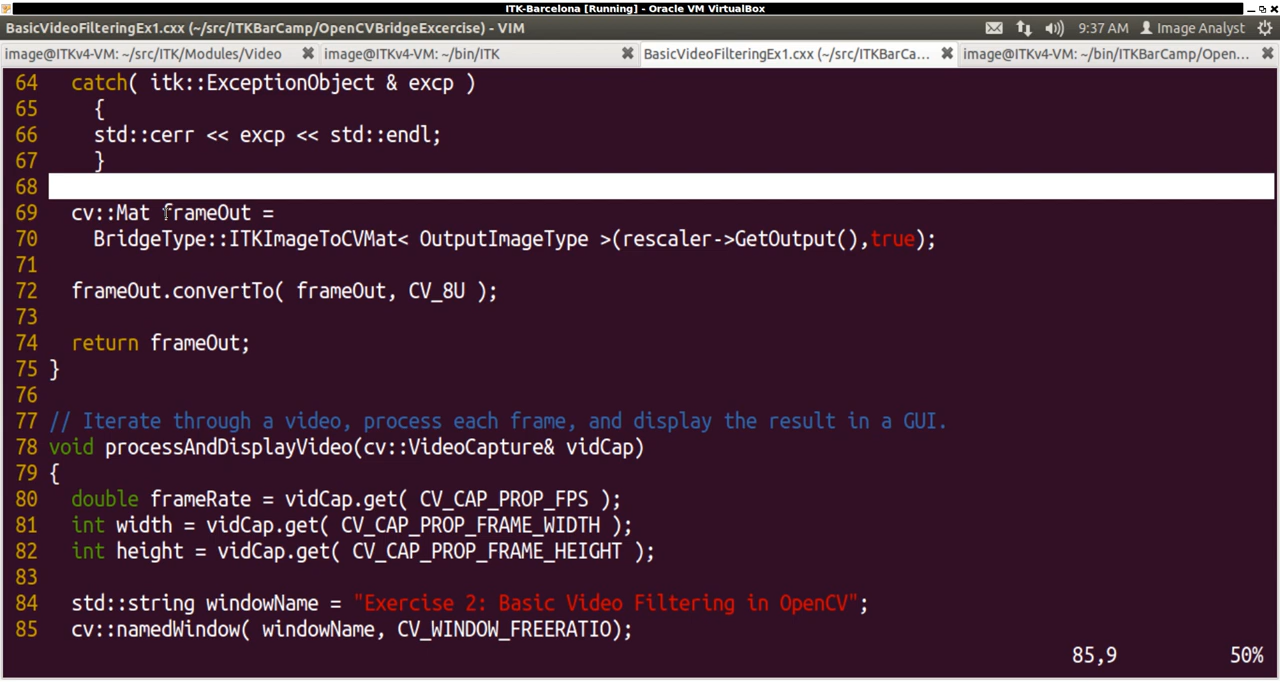 ITK-Barcelona [Running] - Oracle VM VirtualBox
BasicVideoFilteringEx1.cxx (~/src/ITKBarCamp/OpenCVBridgeExcercise) - VIM 9:37 AM Image Analyst
image@ITKv4-VM: ~/src/ITK/Modules/Video image@ITKv4-VM: ~/bin/ITK BasicVideoFilteringEx1.cxx (~/src/ITKBarCa... image@ITKv4-VM: ~/bin/ITKBarCamp/Open...
64 catch( itk::ExceptionObject & excp )
65 {
66 std::cerr << excp << std::endl;
67 }
68
69 cv::Mat frameOut =
70 BridgeType::ITKImageToCVMat< OutputImageType >(rescaler->GetOutput(),true);
71
72 frameOut.convertTo( frameOut, CV_8U );
73
74 return frameOut;
75 }
76
77 // Iterate through a video, process each frame, and display the result in a GUI.
78 void processAndDisplayVideo(cv::VideoCapture& vidCap)
79 {
80 double frameRate = vidCap.get( CV_CAP_PROP_FPS );
81 int width = vidCap.get( CV_CAP_PROP_FRAME_WIDTH );
82 int height = vidCap.get( CV_CAP_PROP_FRAME_HEIGHT );
83
84 std::string windowName = "Exercise 2: Basic Video Filtering in OpenCV";
85 cv::namedWindow( windowName, CV_WINDOW_FREERATIO);
85,9 50%